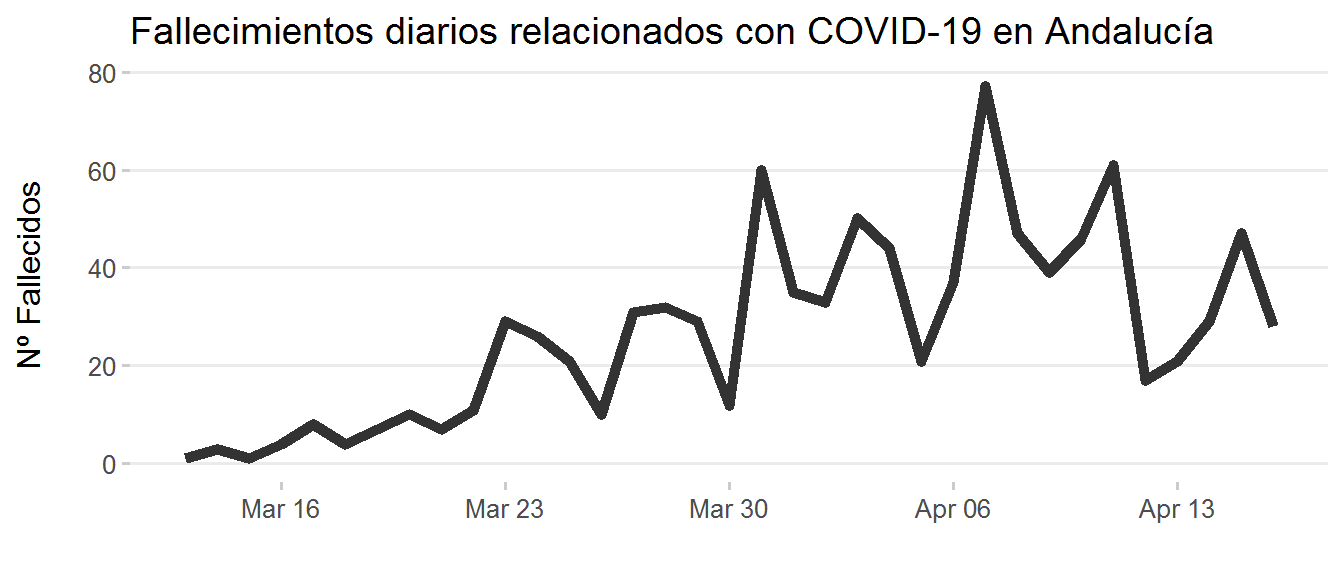 Fallecimientos diarios relacionados con COVID-19 en Andalucía
Nº Fallecidos
80
60
40
20
0
Mar 16
Mar 23
Mar 30
Apr 06
Apr 13